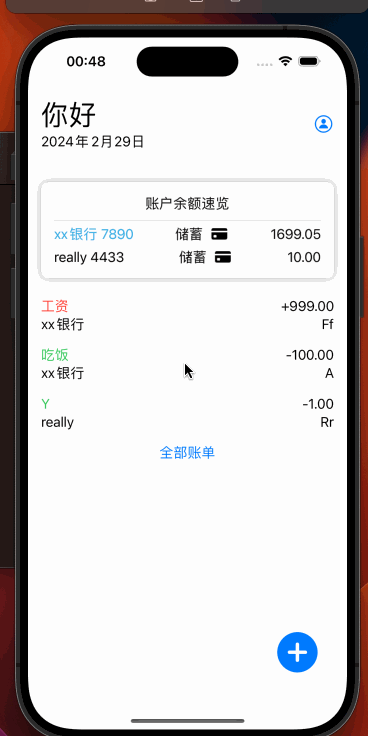 00:48
你好
2024年2月29日
账户余额速览
xx银行 7890 储蓄 1699.05
really 4433 储蓄 10.00
工资 +999.00
xx银行 Ff
吃饭 -100.00
xx银行 A
Y -1.00
really Rr
全部账单